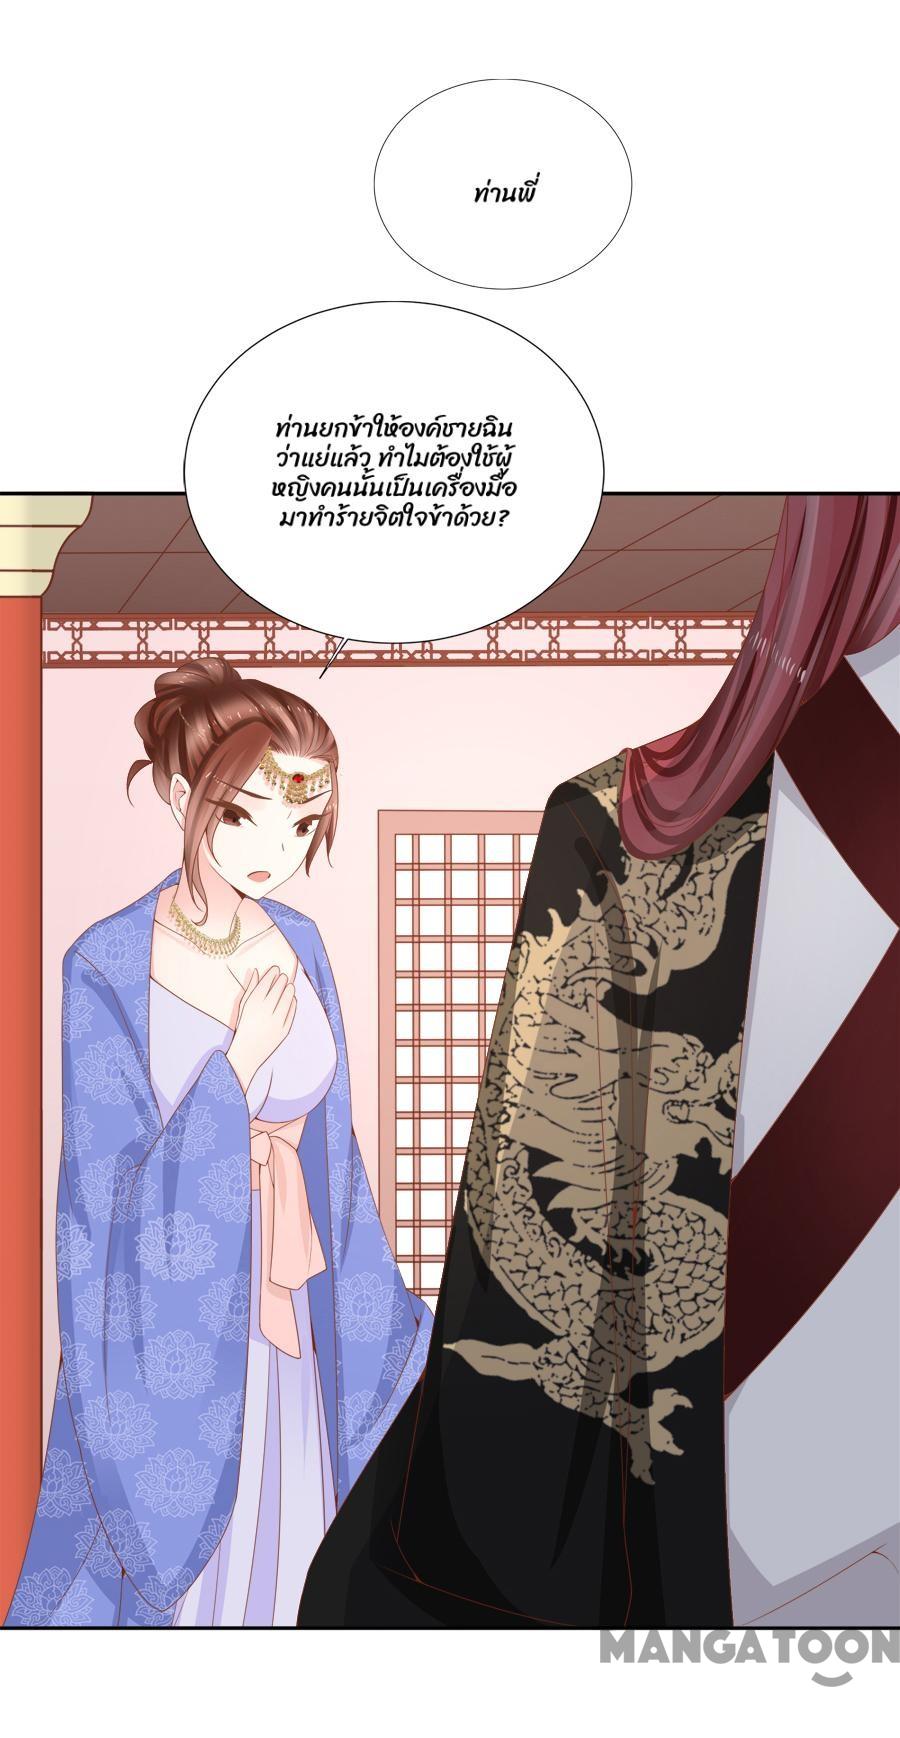 ท่านพี่
ท่านยกข้าให้องค์ชายฉิน
ว่าแย่แล้ว ทำไมต้องใช้ผู้
หญิงคนนั้นเป็นเครื่องมือ
มาทำร้ายจิตใจข้าด้วย?
MANGATOON